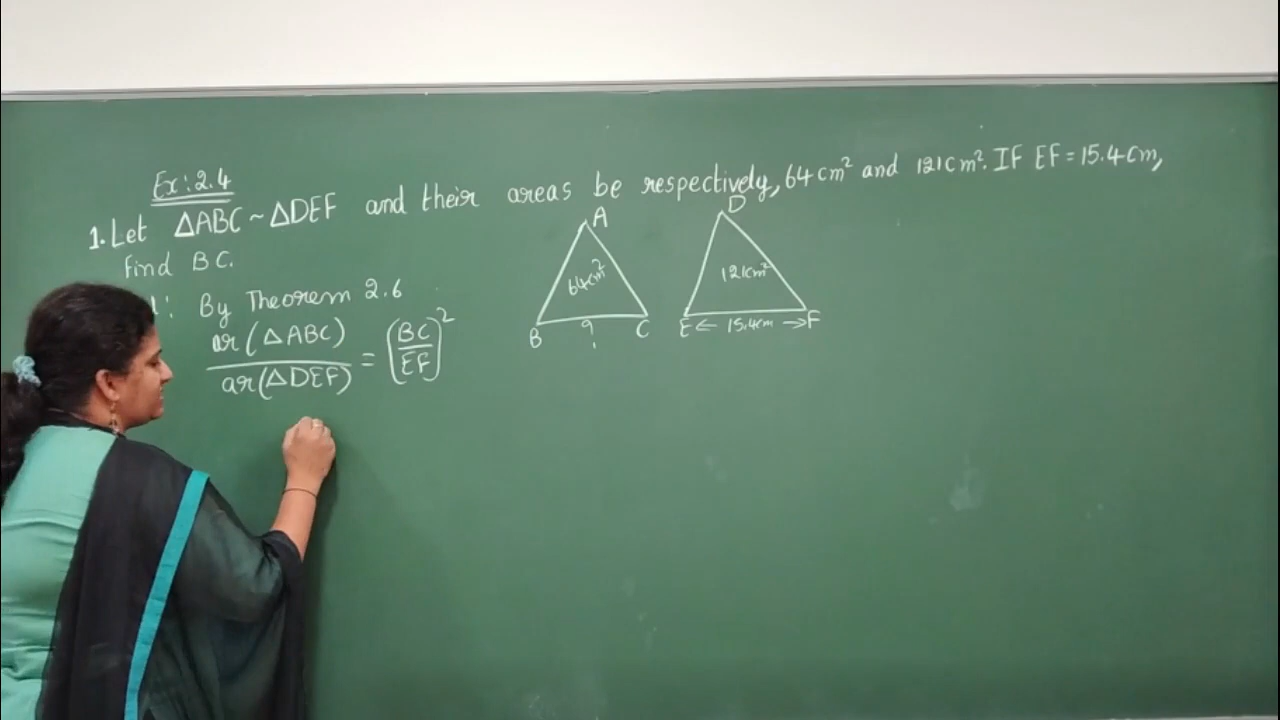 Ex: 2.4
1. Let ΔABC ~ ΔDEF and their areas be respectively, 64 cm² and 121 cm². IF EF = 15.4 cm,
find BC.
By Theorem 2.6
ar(ΔABC)
ar(ΔDEF)
= (BC/EF)²
A
64cm²
B ? C
D
121cm²
E ← 15.4cm → F